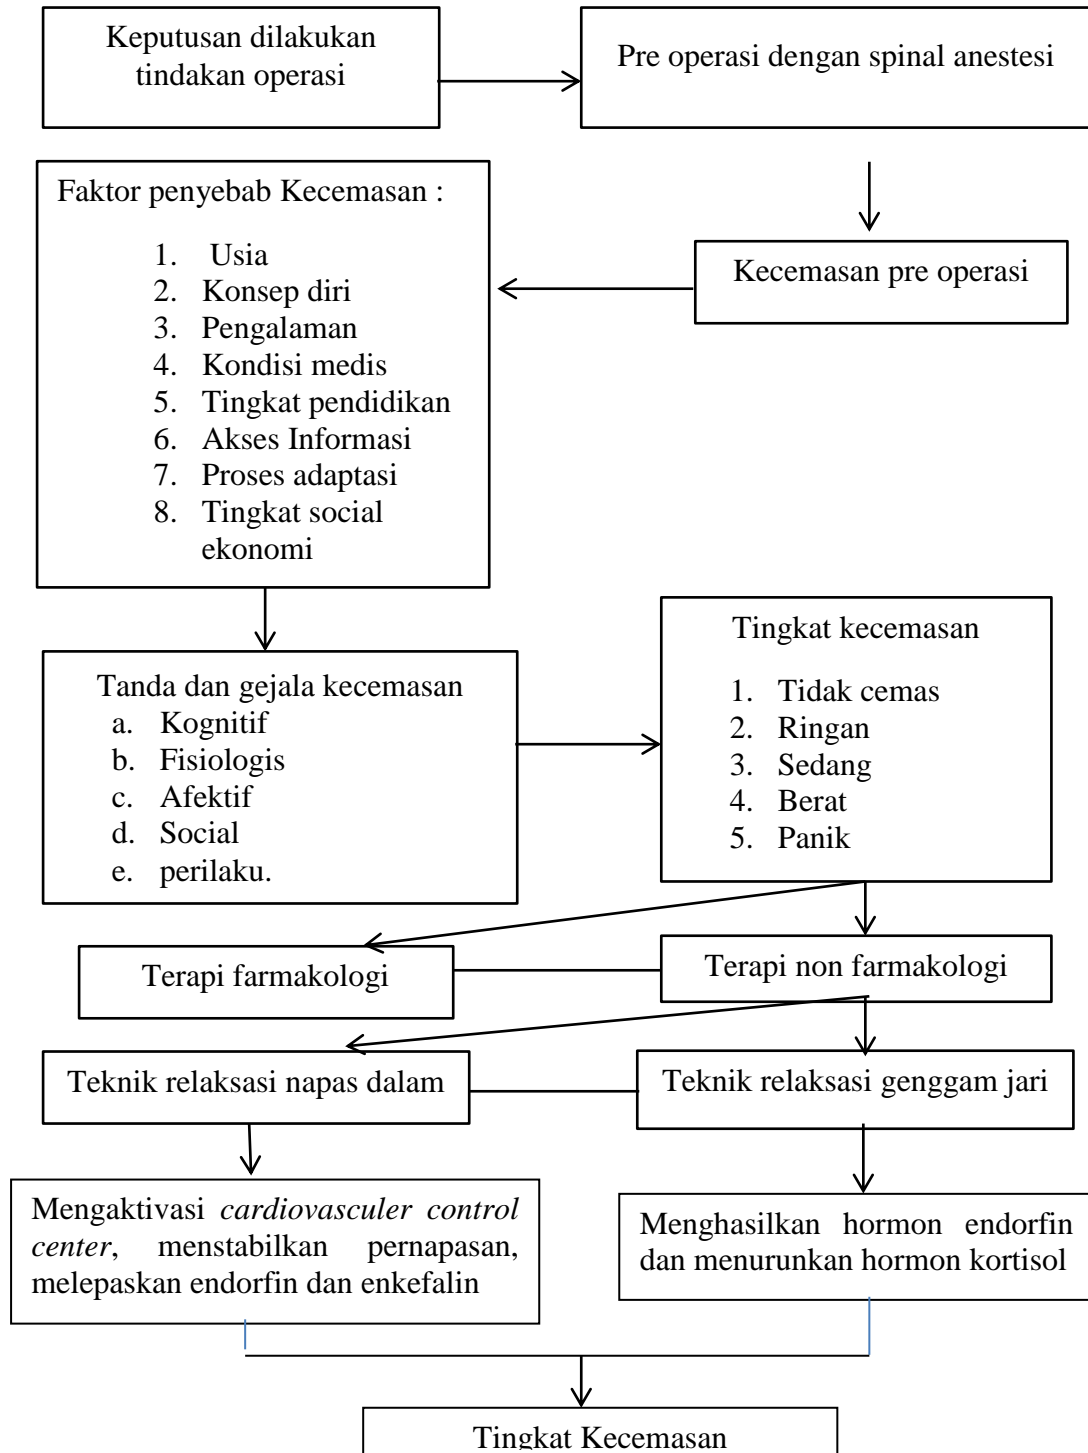 Keputusan dilakukan
tindakan operasi
Pre operasi dengan spinal anestesi
Faktor penyebab Kecemasan :
1. Usia
2. Konsep diri
3. Pengalaman
4. Kondisi medis
5. Tingkat pendidikan
6. Akses Informasi
7. Proses adaptasi
8. Tingkat social
ekonomi
Kecemasan pre operasi
Tanda dan gejala kecemasan
a. Kognitif
b. Fisiologis
c. Afektif
d. Social
e. perilaku.
Tingkat kecemasan
1. Tidak cemas
2. Ringan
3. Sedang
4. Berat
5. Panik
Terapi farmakologi
Terapi non farmakologi
Teknik relaksasi napas dalam
Teknik relaksasi genggam jari
Mengaktivasi cardiovasculer control
center, menstabilkan pernapasan,
melepaskan endorfin dan enkefalin
Menghasilkan hormon endorfin
dan menurunkan hormon kortisol
Tingkat Kecemasan